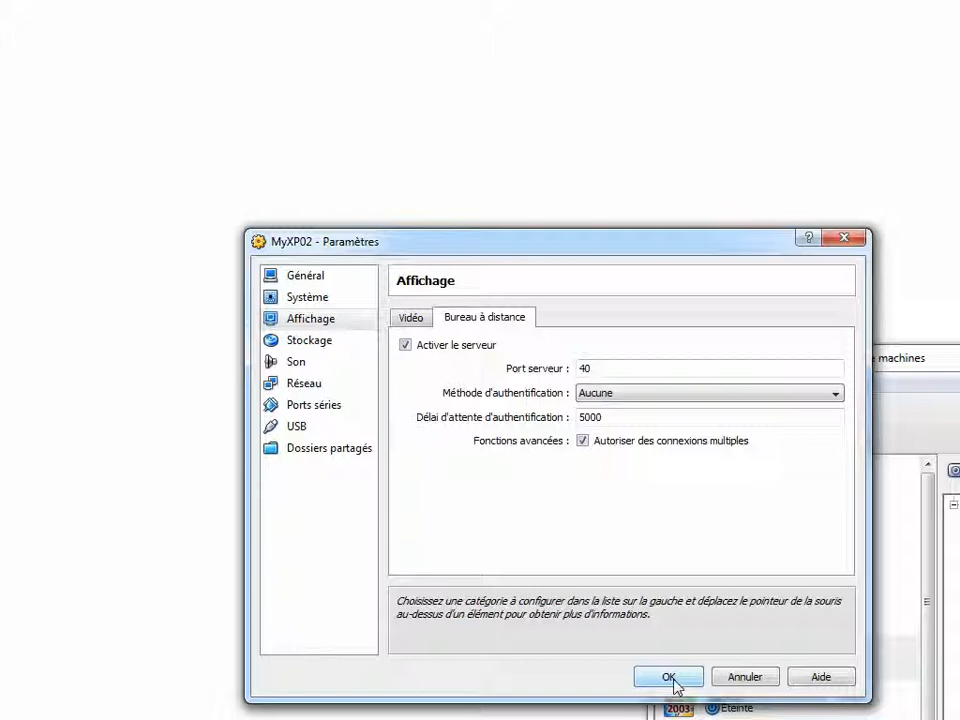 MyXP02 - Paramètres
?
Général
Système
Affichage
Stockage
Son
Réseau
Ports séries
USB
Dossiers partagés
Affichage
Vidéo
Bureau à distance
Activer le serveur
Port serveur : 40
Méthode d'authentification : Aucune
Délai d'attente d'authentification : 5000
Fonctions avancées : Autoriser des connexions multiples
Choisissez une catégorie à configurer dans la liste sur la gauche et déplacez le pointeur de la souris
au-dessus d'un élément pour obtenir plus d'informations.
OK
Annuler
Aide
machines
2003
Éteinte